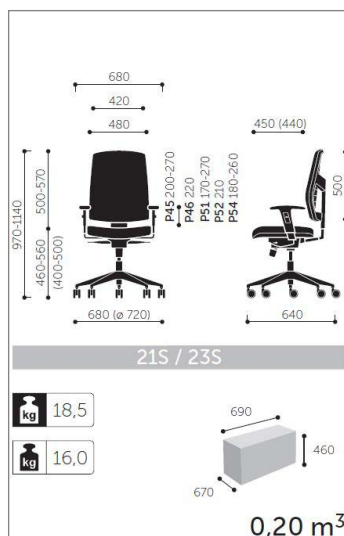 680
420
480
450 (440)
970-1140
500-570
460-560
(400-500)
P45 200-270
P46 220
P51 170-270
P52 210
P54 180-260
500
680 (ø 720)
640
21S / 23S
kg 18,5
kg 16,0
690
460
670
0,20 m³